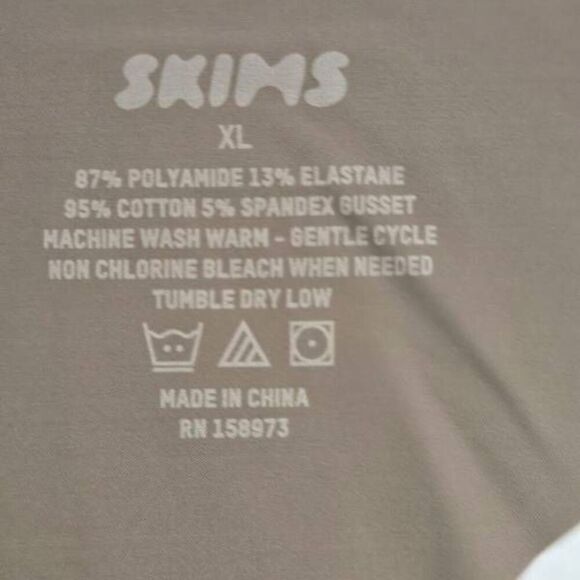 SKIMS
XL
87% POLYAMIDE 13% ELASTANE
95% COTTON 5% SPANDEX GUSSET
MACHINE WASH WARM - GENTLE CYCLE
NON CHLORINE BLEACH WHEN NEEDED
TUMBLE DRY LOW
MADE IN CHINA
RN 158973